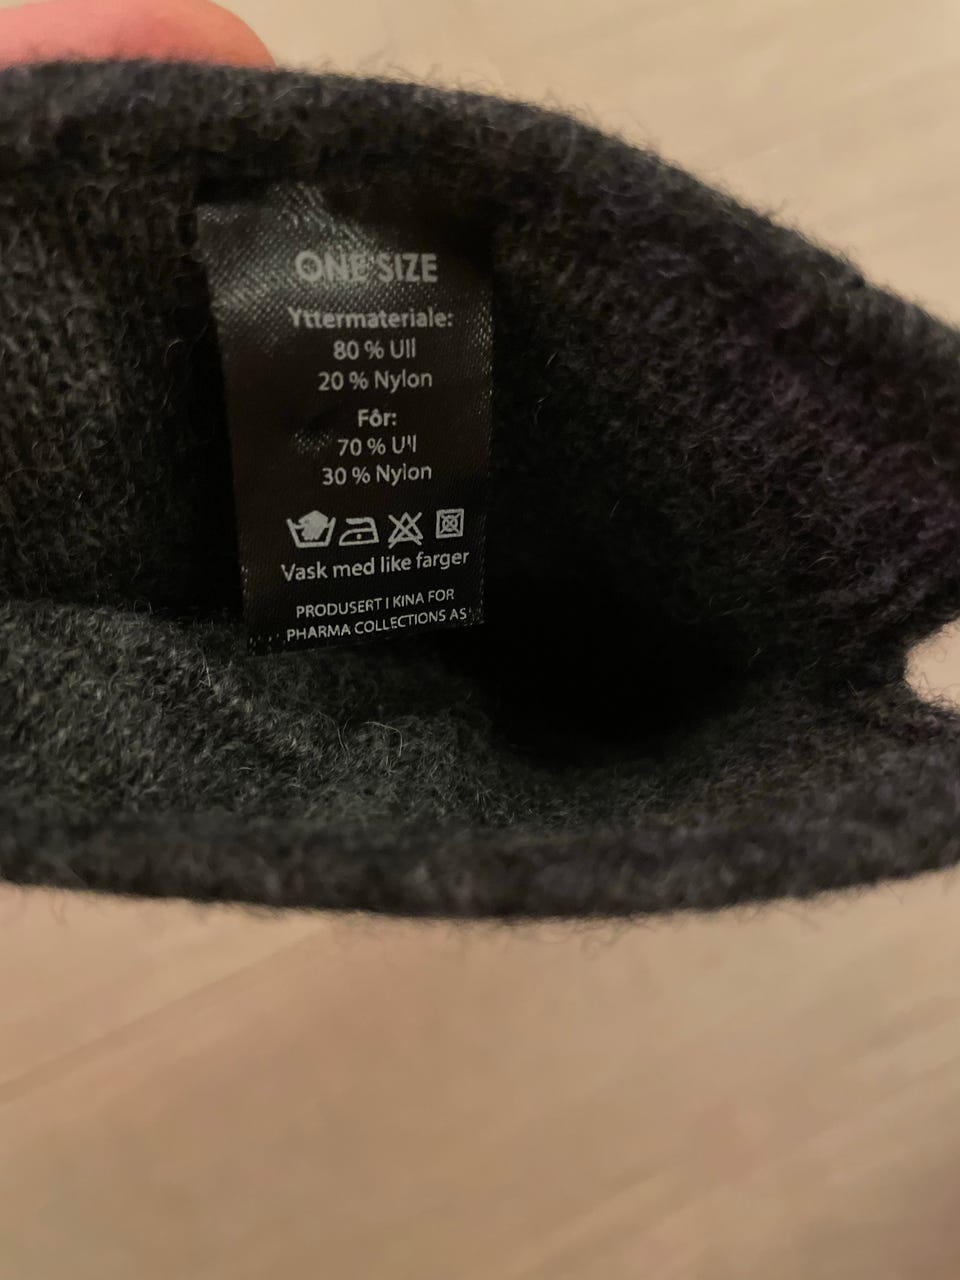 ONE SIZE
Yttermateriale:
80 % Ull
20 % Nylon
Fôr:
70 % Ull
30 % Nylon
Vask med like farger
PRODUSERT I KINA FOR
PHARMA COLLECTIONS AS